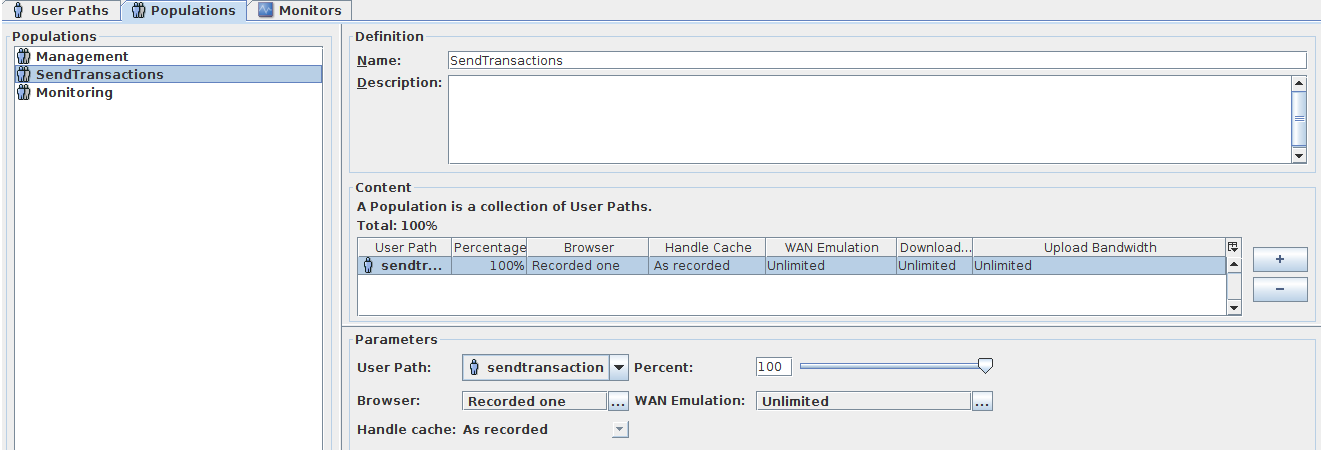 User Paths Populations Monitors
Populations
Management
SendTransactions
Monitoring
Definition
Name: SendTransactions
Description:
Content
A Population is a collection of User Paths.
Total: 100%
User Path Percentage Browser Handle Cache WAN Emulation Download... Upload Bandwidth
sendtr... 100% Recorded one As recorded Unlimited Unlimited Unlimited
+
−
Parameters
User Path: sendtransaction Percent: 100
Browser: Recorded one ... WAN Emulation: Unlimited ...
Handle cache: As recorded